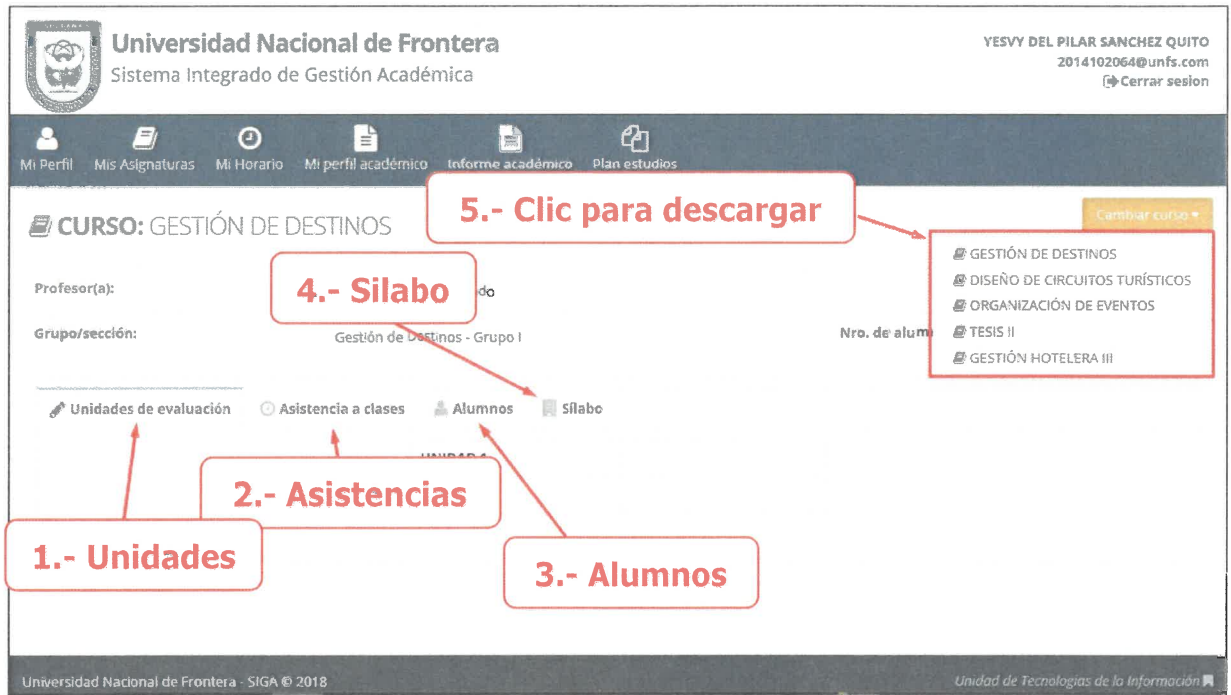 Universidad Nacional de Frontera
Sistema Integrado de Gestión Académica
YESVY DEL PILAR SANCHEZ QUITO
2014102064@unfs.com
Cerrar sesion
Mi Perfil Mis Asignaturas Mi Horario Mi perfil académico Informe académico Plan estudios
CURSO: GESTIÓN DE DESTINOS
5.- Clic para descargar
Cambiar curso
GESTIÓN DE DESTINOS
DISEÑO DE CIRCUITOS TURÍSTICOS
ORGANIZACIÓN DE EVENTOS
TESIS II
GESTIÓN HOTELERA III
Profesor(a):
4.- Silabo
do
Grupo/sección:
Gestión de Destinos - Grupo I
Nro. de alum
Unidades de evaluación Asistencia a clases Alumnos Sílabo
2.- Asistencias
1.- Unidades
3.- Alumnos
Universidad Nacional de Frontera - SIGA © 2018
Unidad de Tecnologías de la Información